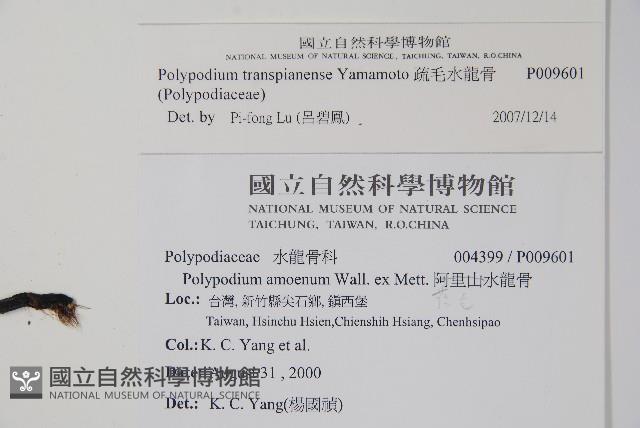 國立自然科學博物館
NATIONAL MUSEUM OF NATURAL SCIENCE, TAICHUNG, TAIWAN, R.O.CHINA
Polypodium transpianense Yamamoto 疏毛水龍骨 P009601
(Polypodiaceae)
Det. by Pi-fong Lu (呂碧鳳) 2007/12/14
國立自然科學博物館
NATIONAL MUSEUM OF NATURAL SCIENCE
TAICHUNG, TAIWAN, R.O.CHINA
Polypodiaceae 水龍骨科 004399 / P009601
Polypodium amoenum Wall. ex Mett. 阿里山水龍骨
Loc.: 台灣, 新竹縣尖石鄉, 鎮西堡
Taiwan, Hsinchu Hsien,Chienshih Hsiang, Chenhsipao
Col.: K. C. Yang et al.
31 , 2000
國立自然科學博物館
NATIONAL MUSEUM OF NATURAL SCIENCE
Det.: K. C. Yang(楊國禎)